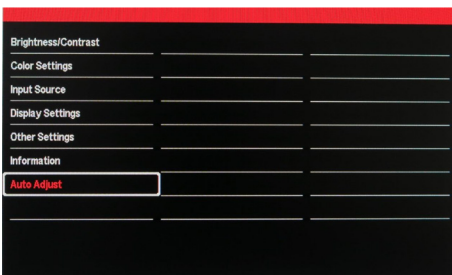 Brightness/Contrast
Color Settings
Input Source
Display Settings
Other Settings
Information
Auto Adjust